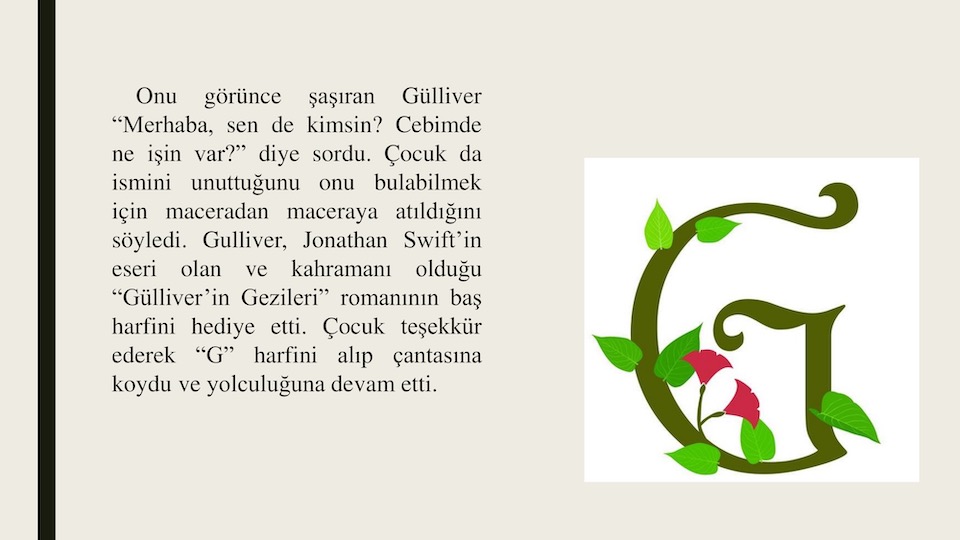 Onu görünce şaşıran Gülliver
“Merhaba, sen de kimsin? Cebimde
ne işin var?” diye sordu. Çocuk da
ismini unuttuğunu onu bulabilmek
için maceradan maceraya atıldığını
söyledi. Gulliver, Jonathan Swift’in
eseri olan ve kahramanı olduğu
“Gülliver’in Gezileri” romanının baş
harfini hediye etti. Çocuk teşekkür
ederek “G” harfini alıp çantasına
koydu ve yolculuğuna devam etti.
G